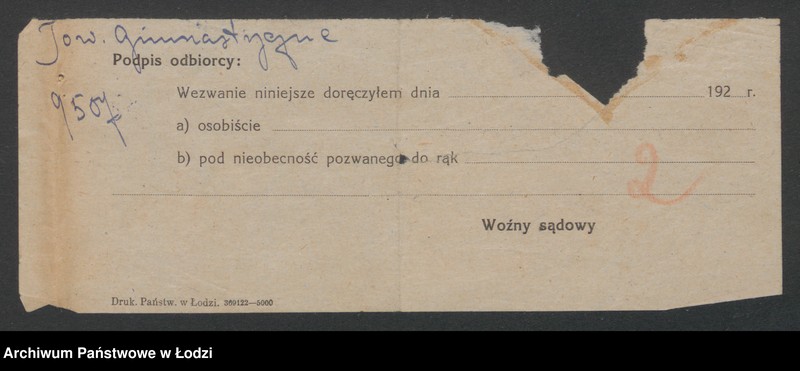 Tow. Gimnastyczne
Podpis odbiorcy:
Wezwanie niniejsze doręczyłem dnia 192 r.
950
a) osobiście
b) pod nieobecność pozwanego do rąk
2
Woźny sądowy
Druk. Państw. w Łodzi. 369122—5000
Archiwum Państwowe w Łodzi